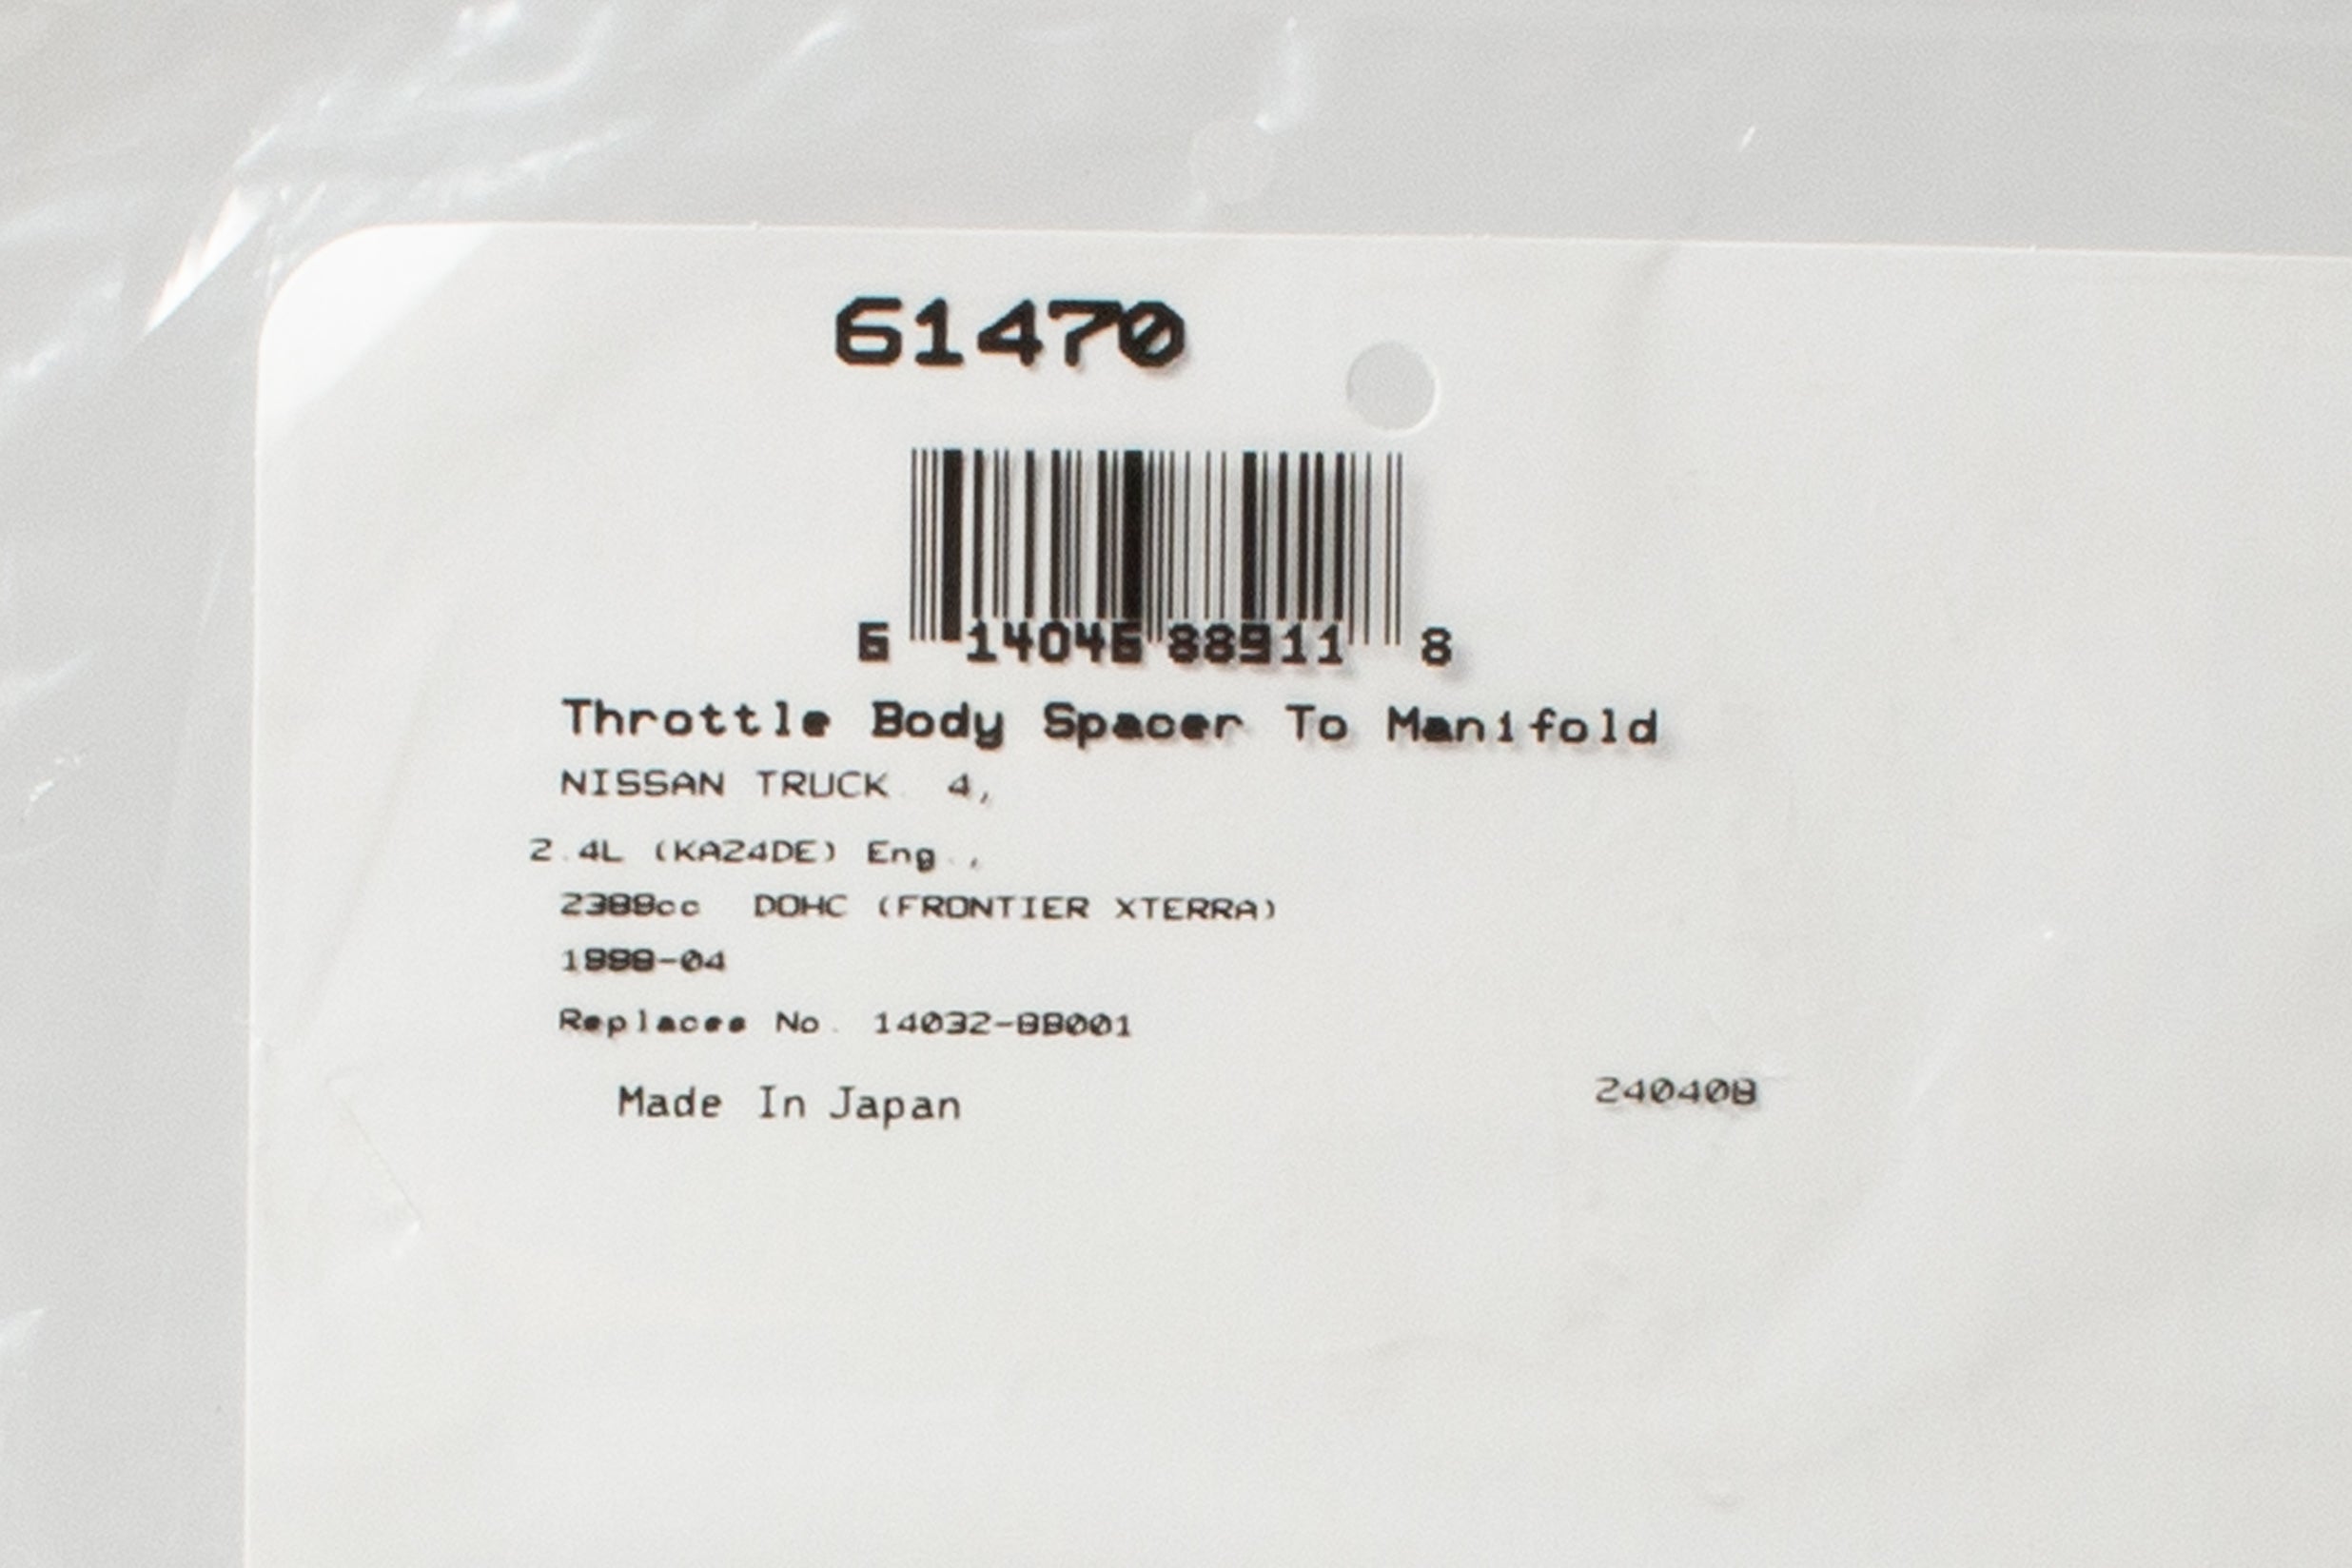 61470
6 14046 88911 8
Throttle Body Spacer To Manifold
NISSAN TRUCK 4,
2.4L (KA24DE) Eng.,
2389cc DOHC (FRONTIER XTERRA)
1998-04
Replaces No. 14032-8B001
Made In Japan
240408